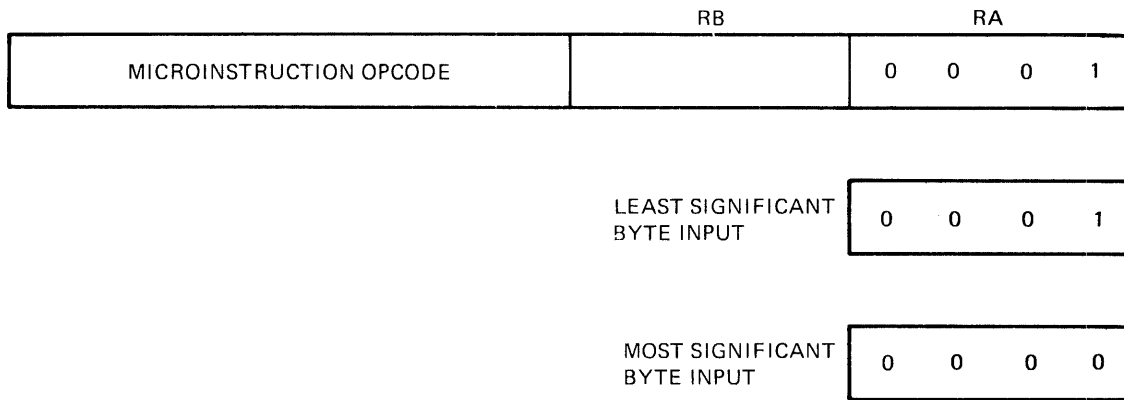 RB RA
MICROINSTRUCTION OPCODE 0 0 0 1
LEAST SIGNIFICANT
BYTE INPUT 0 0 0 1
MOST SIGNIFICANT
BYTE INPUT 0 0 0 0